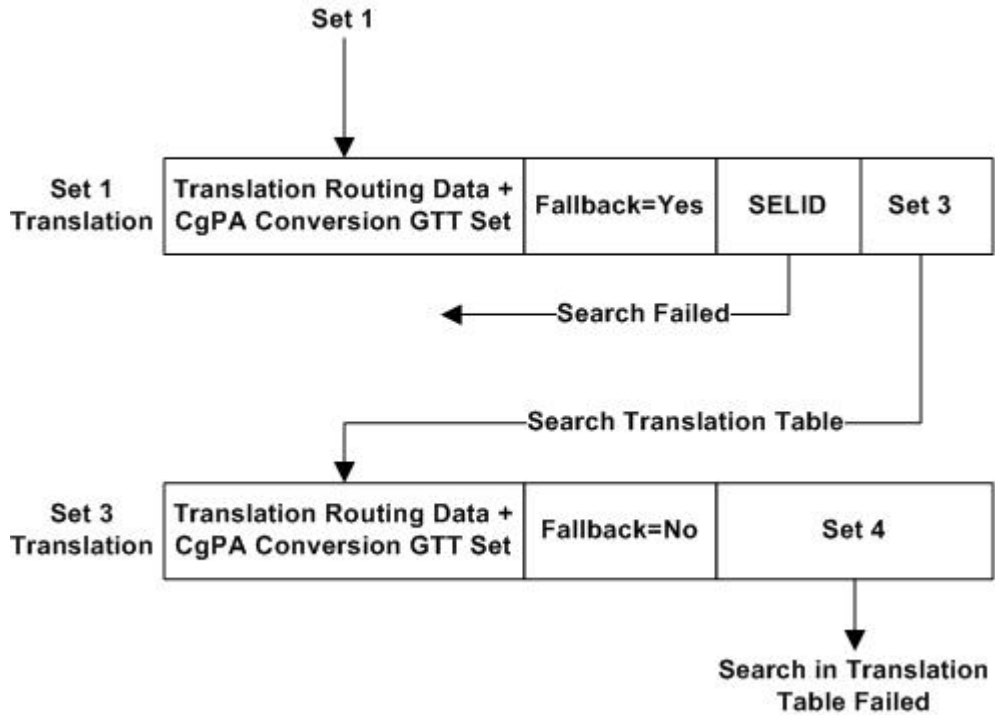 Set 1
Set 1
Translation
Translation Routing Data +
CgPA Conversion GTT Set
Fallback=Yes
SELID
Set 3
Search Failed
Search Translation Table
Set 3
Translation
Translation Routing Data +
CgPA Conversion GTT Set
Fallback=No
Set 4
Search in Translation
Table Failed